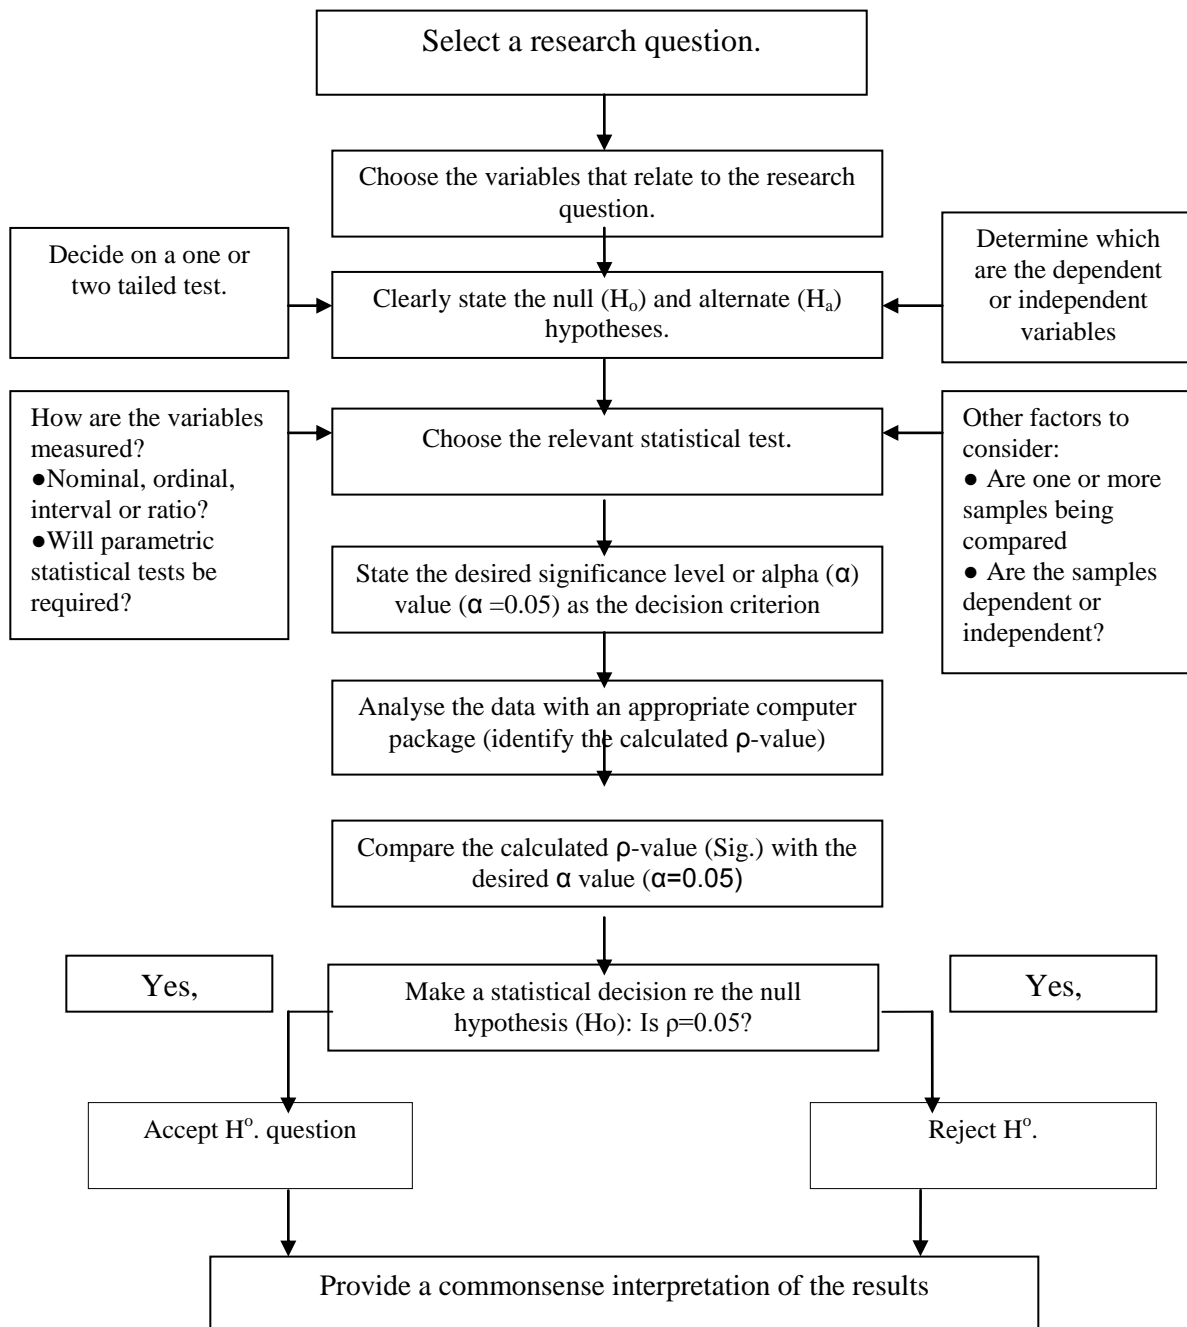 Select a research question.
Choose the variables that relate to the research
question.
Decide on a one or
two tailed test.
Clearly state the null (Hₒ) and alternate (Hₐ)
hypotheses.
Determine which
are the dependent
or independent
variables
How are the variables
measured?
●Nominal, ordinal,
interval or ratio?
●Will parametric
statistical tests be
required?
Choose the relevant statistical test.
Other factors to
consider:
● Are one or more
samples being
compared
● Are the samples
dependent or
independent?
State the desired significance level or alpha (α)
value (α =0.05) as the decision criterion
Analyse the data with an appropriate computer
package (identify the calculated ρ-value)
Compare the calculated ρ-value (Sig.) with the
desired α value (α=0.05)
Yes,
Make a statistical decision re the null
hypothesis (Ho): Is ρ=0.05?
Yes,
Accept Hᵒ. question
Reject Hᵒ.
Provide a commonsense interpretation of the results